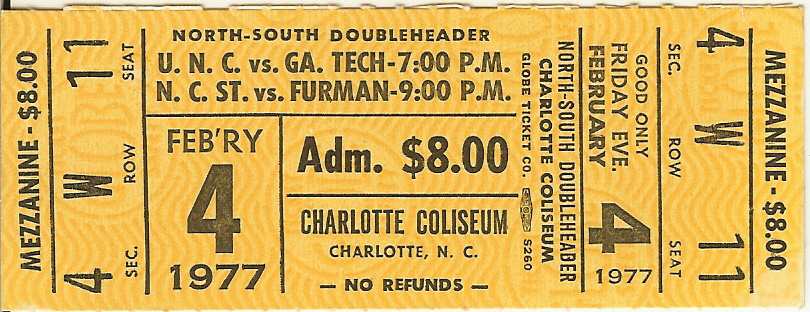 MEZZANINE - $8.00
4 W 11
SEC. ROW SEAT
NORTH-SOUTH DOUBLEHEADER
U. N. C. vs. GA. TECH-7:00 P.M.
N. C. ST. vs. FURMAN-9:00 P.M.
FEB'RY
4
1977
Adm. $8.00
CHARLOTTE COLISEUM
CHARLOTTE, N. C.
— NO REFUNDS —
GLOBE TICKET CO. S260
NORTH-SOUTH DOUBLEHEADER
CHARLOTTE COLISEUM
GOOD ONLY
FRIDAY EVE.
FEBRUARY
4
1977
SEC. ROW SEAT
4 W 11
MEZZANINE - $8.00